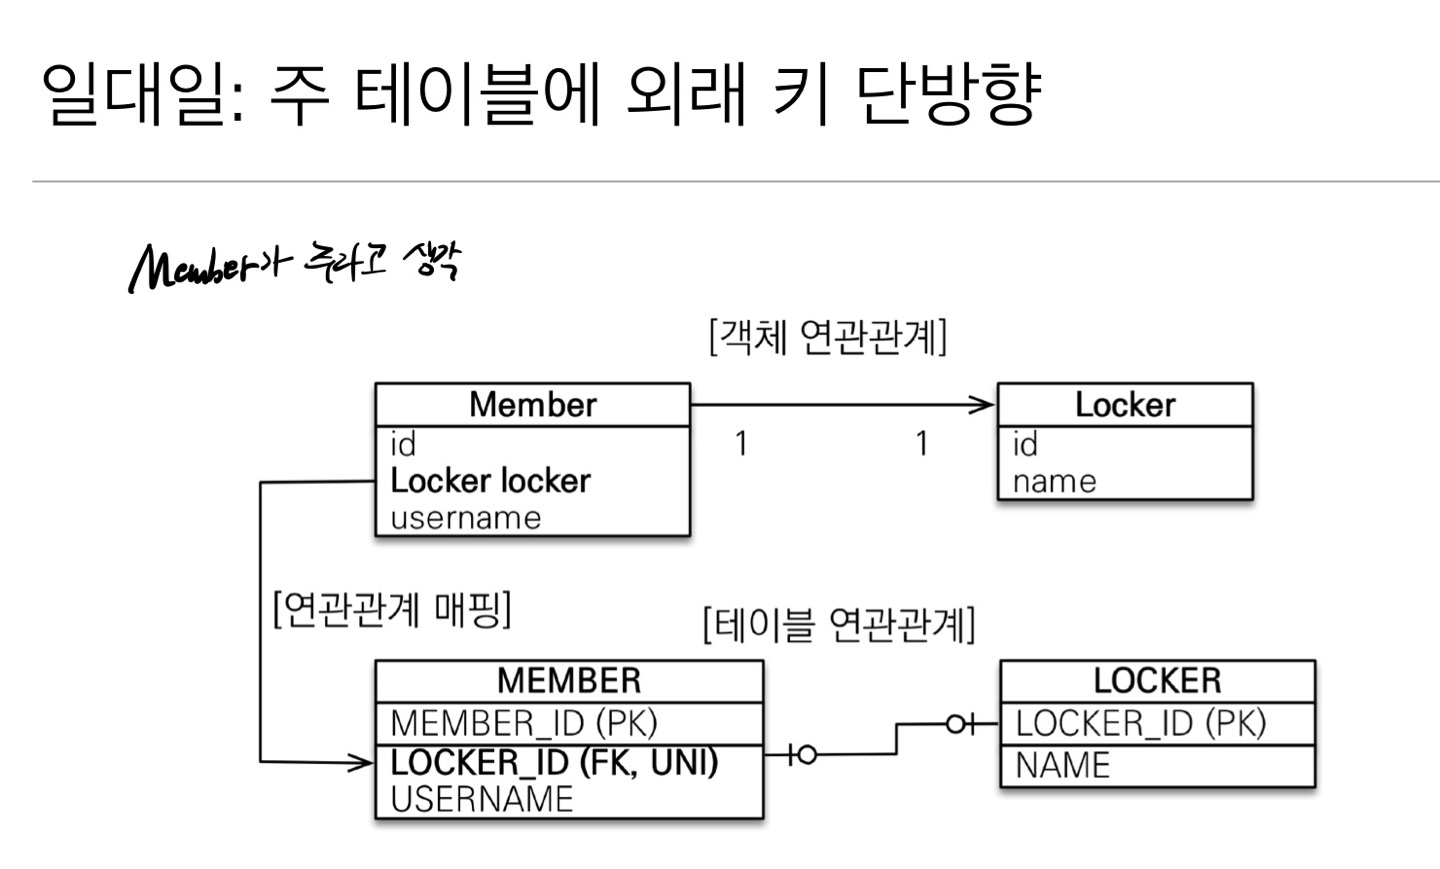 일대일: 주 테이블에 외래 키 단방향
Member가 주라고 생각
[객체 연관관계]
Member
id
Locker locker
username
1
1
Locker
id
name
[연관관계 매핑]
[테이블 연관관계]
MEMBER
MEMBER_ID (PK)
LOCKER_ID (FK, UNI)
USERNAME
LOCKER
LOCKER_ID (PK)
NAME